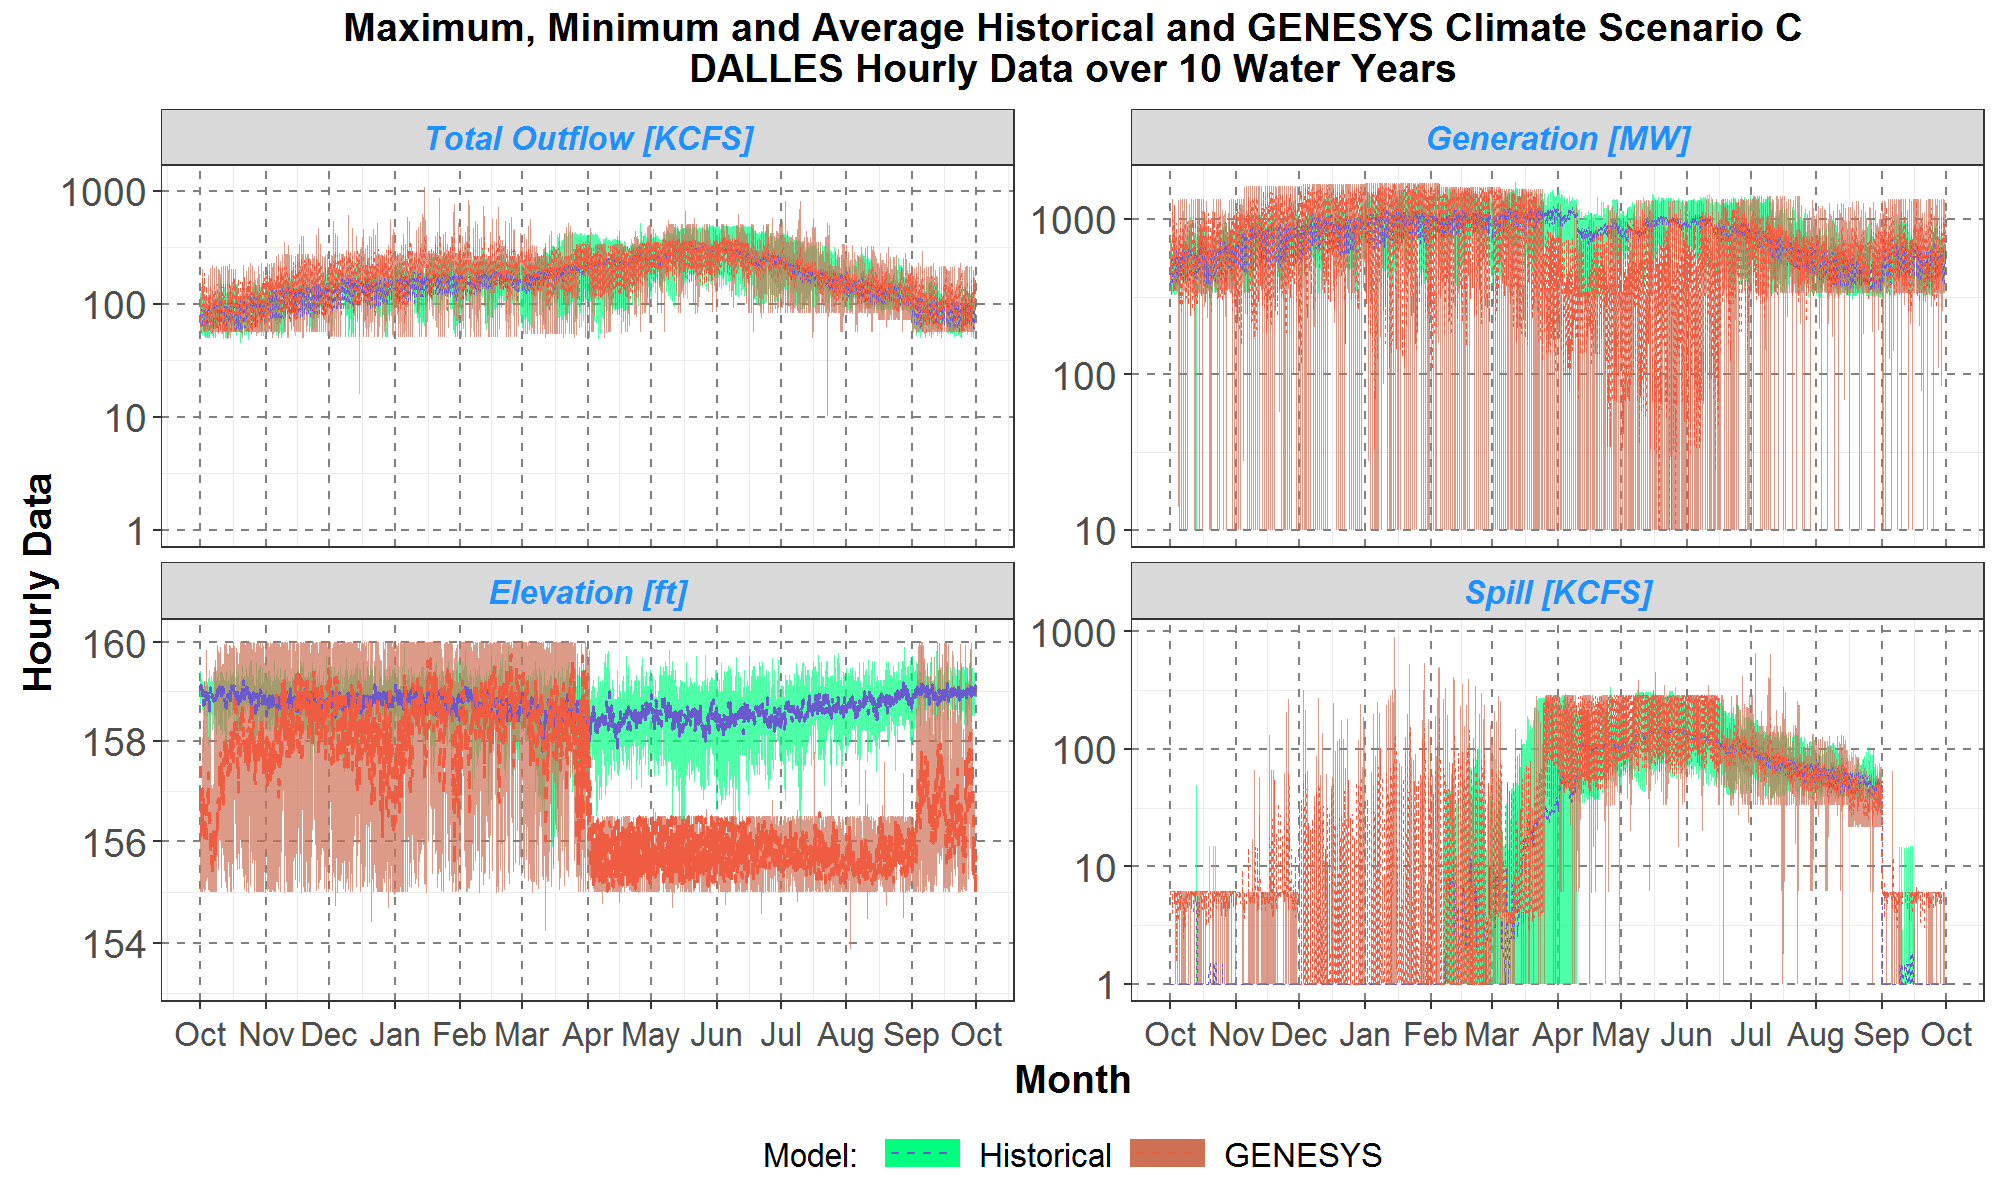 Maximum, Minimum and Average Historical and GENESYS Climate Scenario C
DALLES Hourly Data over 10 Water Years
Total Outflow [KCFS]
1000
100
10
1
Generation [MW]
1000
100
10
Hourly Data
Elevation [ft]
160
158
156
154
Oct Nov Dec Jan Feb Mar Apr May Jun Jul Aug Sep Oct
Spill [KCFS]
1000
100
10
1
Oct Nov Dec Jan Feb Mar Apr May Jun Jul Aug Sep Oct
Month
Model: Historical GENESYS